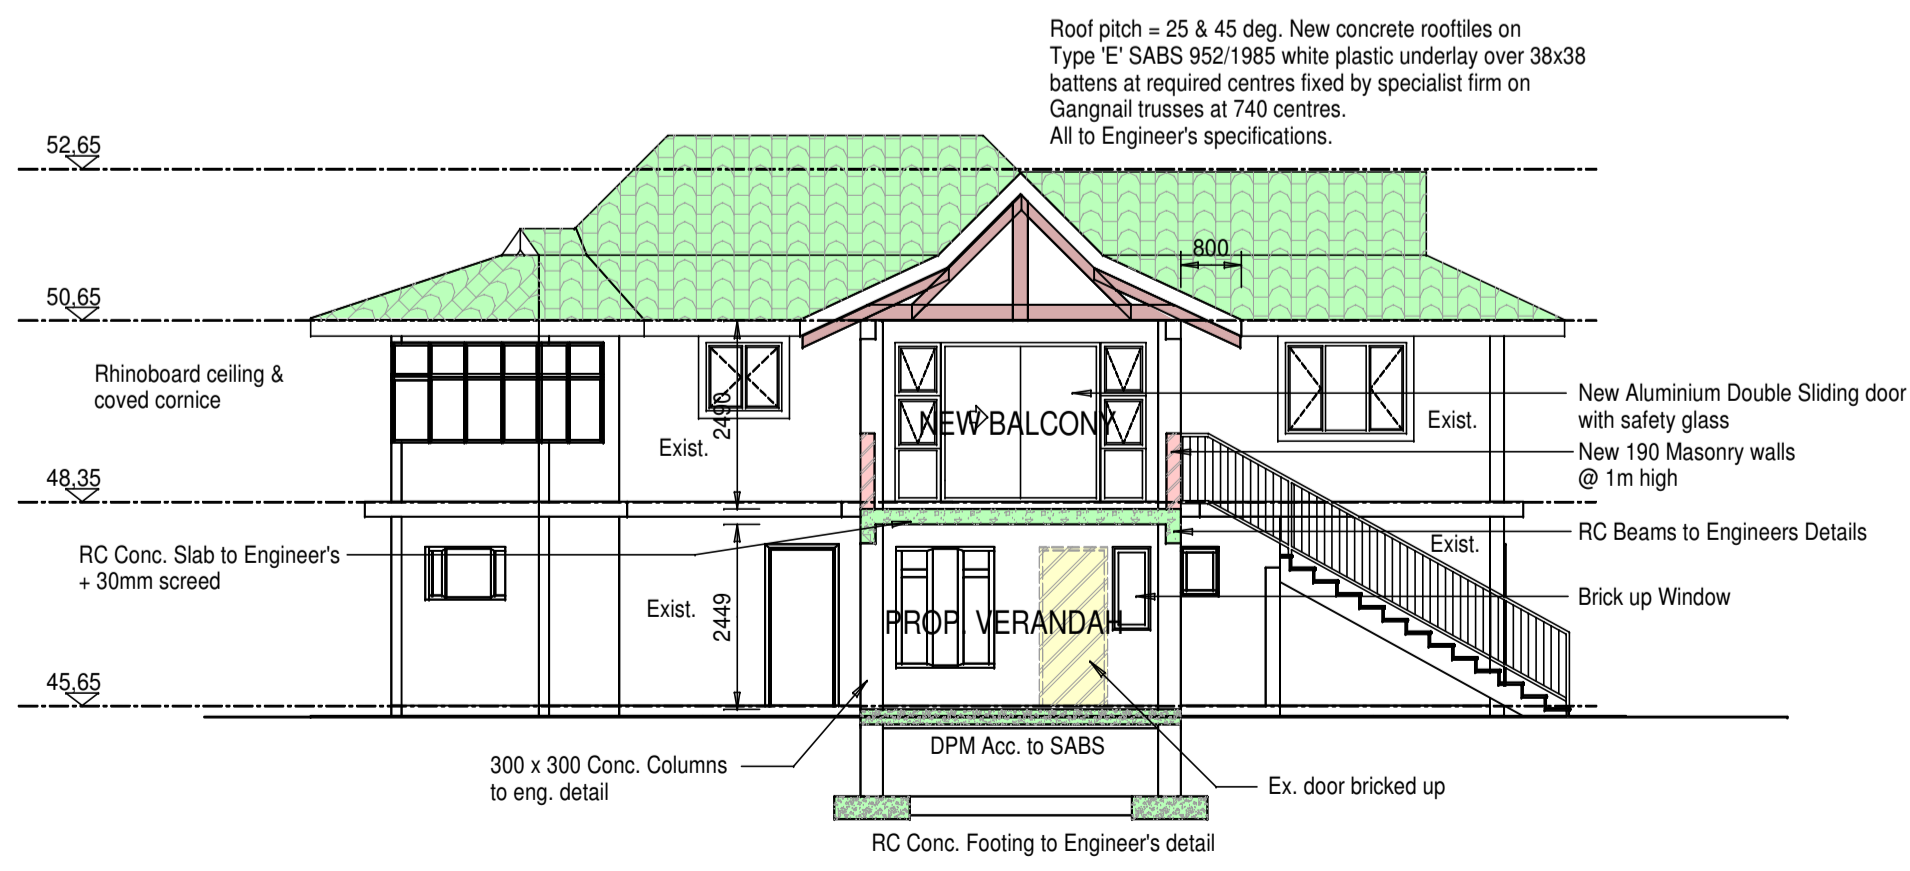 Roof pitch = 25 & 45 deg. New concrete rooftiles on
Type 'E' SABS 952/1985 white plastic underlay over 38x38
battens at required centres fixed by specialist firm on
Gangnail trusses at 740 centres.
All to Engineer's specifications.
52,65
800
50,65
Rhinoboard ceiling &
coved cornice
2490
New Aluminium Double Sliding door
with safety glass
NEW BALCONY
Exist.
Exist.
New 190 Masonry walls
@ 1m high
48,35
RC Beams to Engineers Details
Exist.
RC Conc. Slab to Engineer's
+ 30mm screed
Brick up Window
Exist.
2449
PROP. VERANDAH
45,65
DPM Acc. to SABS
300 x 300 Conc. Columns
to eng. detail
Ex. door bricked up
RC Conc. Footing to Engineer's detail